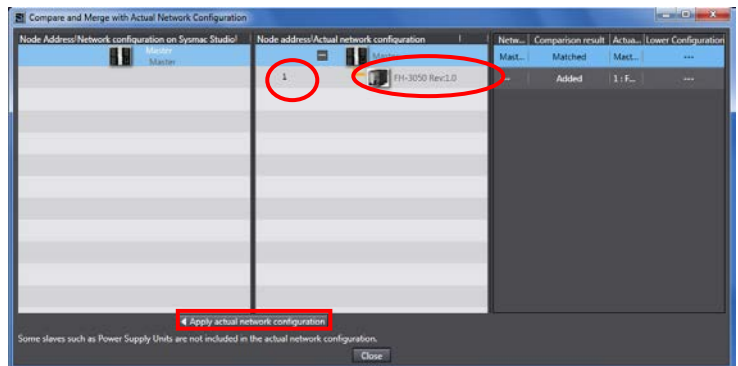 Compare and Merge with Actual Network Configuration
Node Address|Network configuration on Sysmac Studio|
Node address|Actual network configuration
Netw... Comparison result Actua... Lower Configuration
Master
Master
Master
Mast... Matched Mast... ---
1 FH-3050 Rev:1.0
--- Added 1 : F... ---
Apply actual network configuration
Some slaves such as Power Supply Units are not included in the actual network configuration.
Close